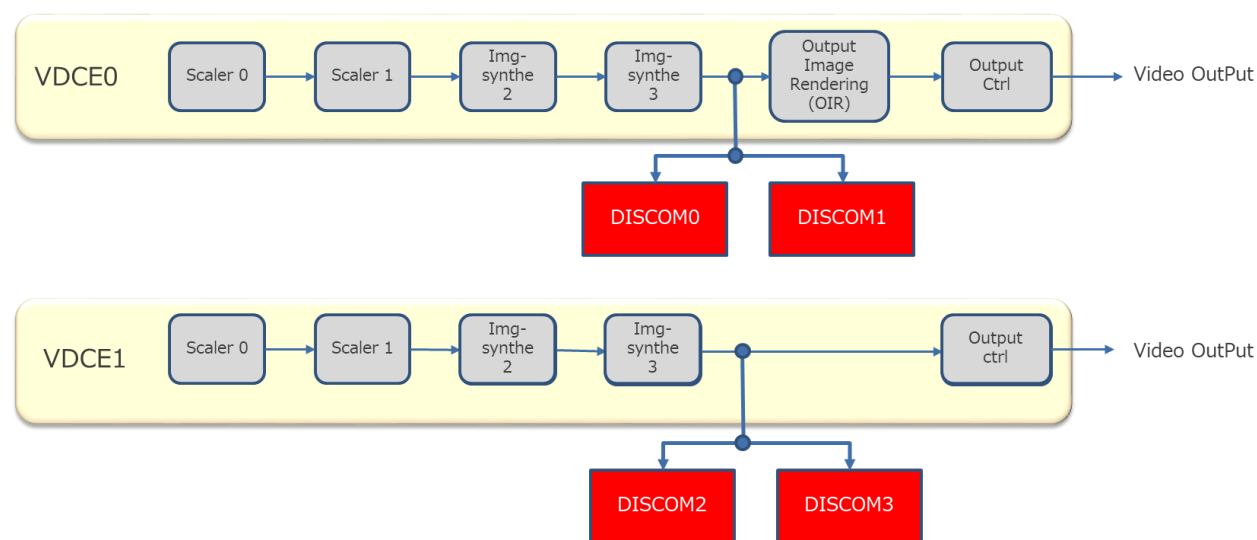 VDCE0
Scaler 0
Scaler 1
Img-
synthe
2
Img-
synthe
3
Output
Image
Rendering
(OIR)
Output
Ctrl
Video OutPut
DISCOM0
DISCOM1
VDCE1
Scaler 0
Scaler 1
Img-
synthe
2
Img-
synthe
3
Output
ctrl
Video OutPut
DISCOM2
DISCOM3